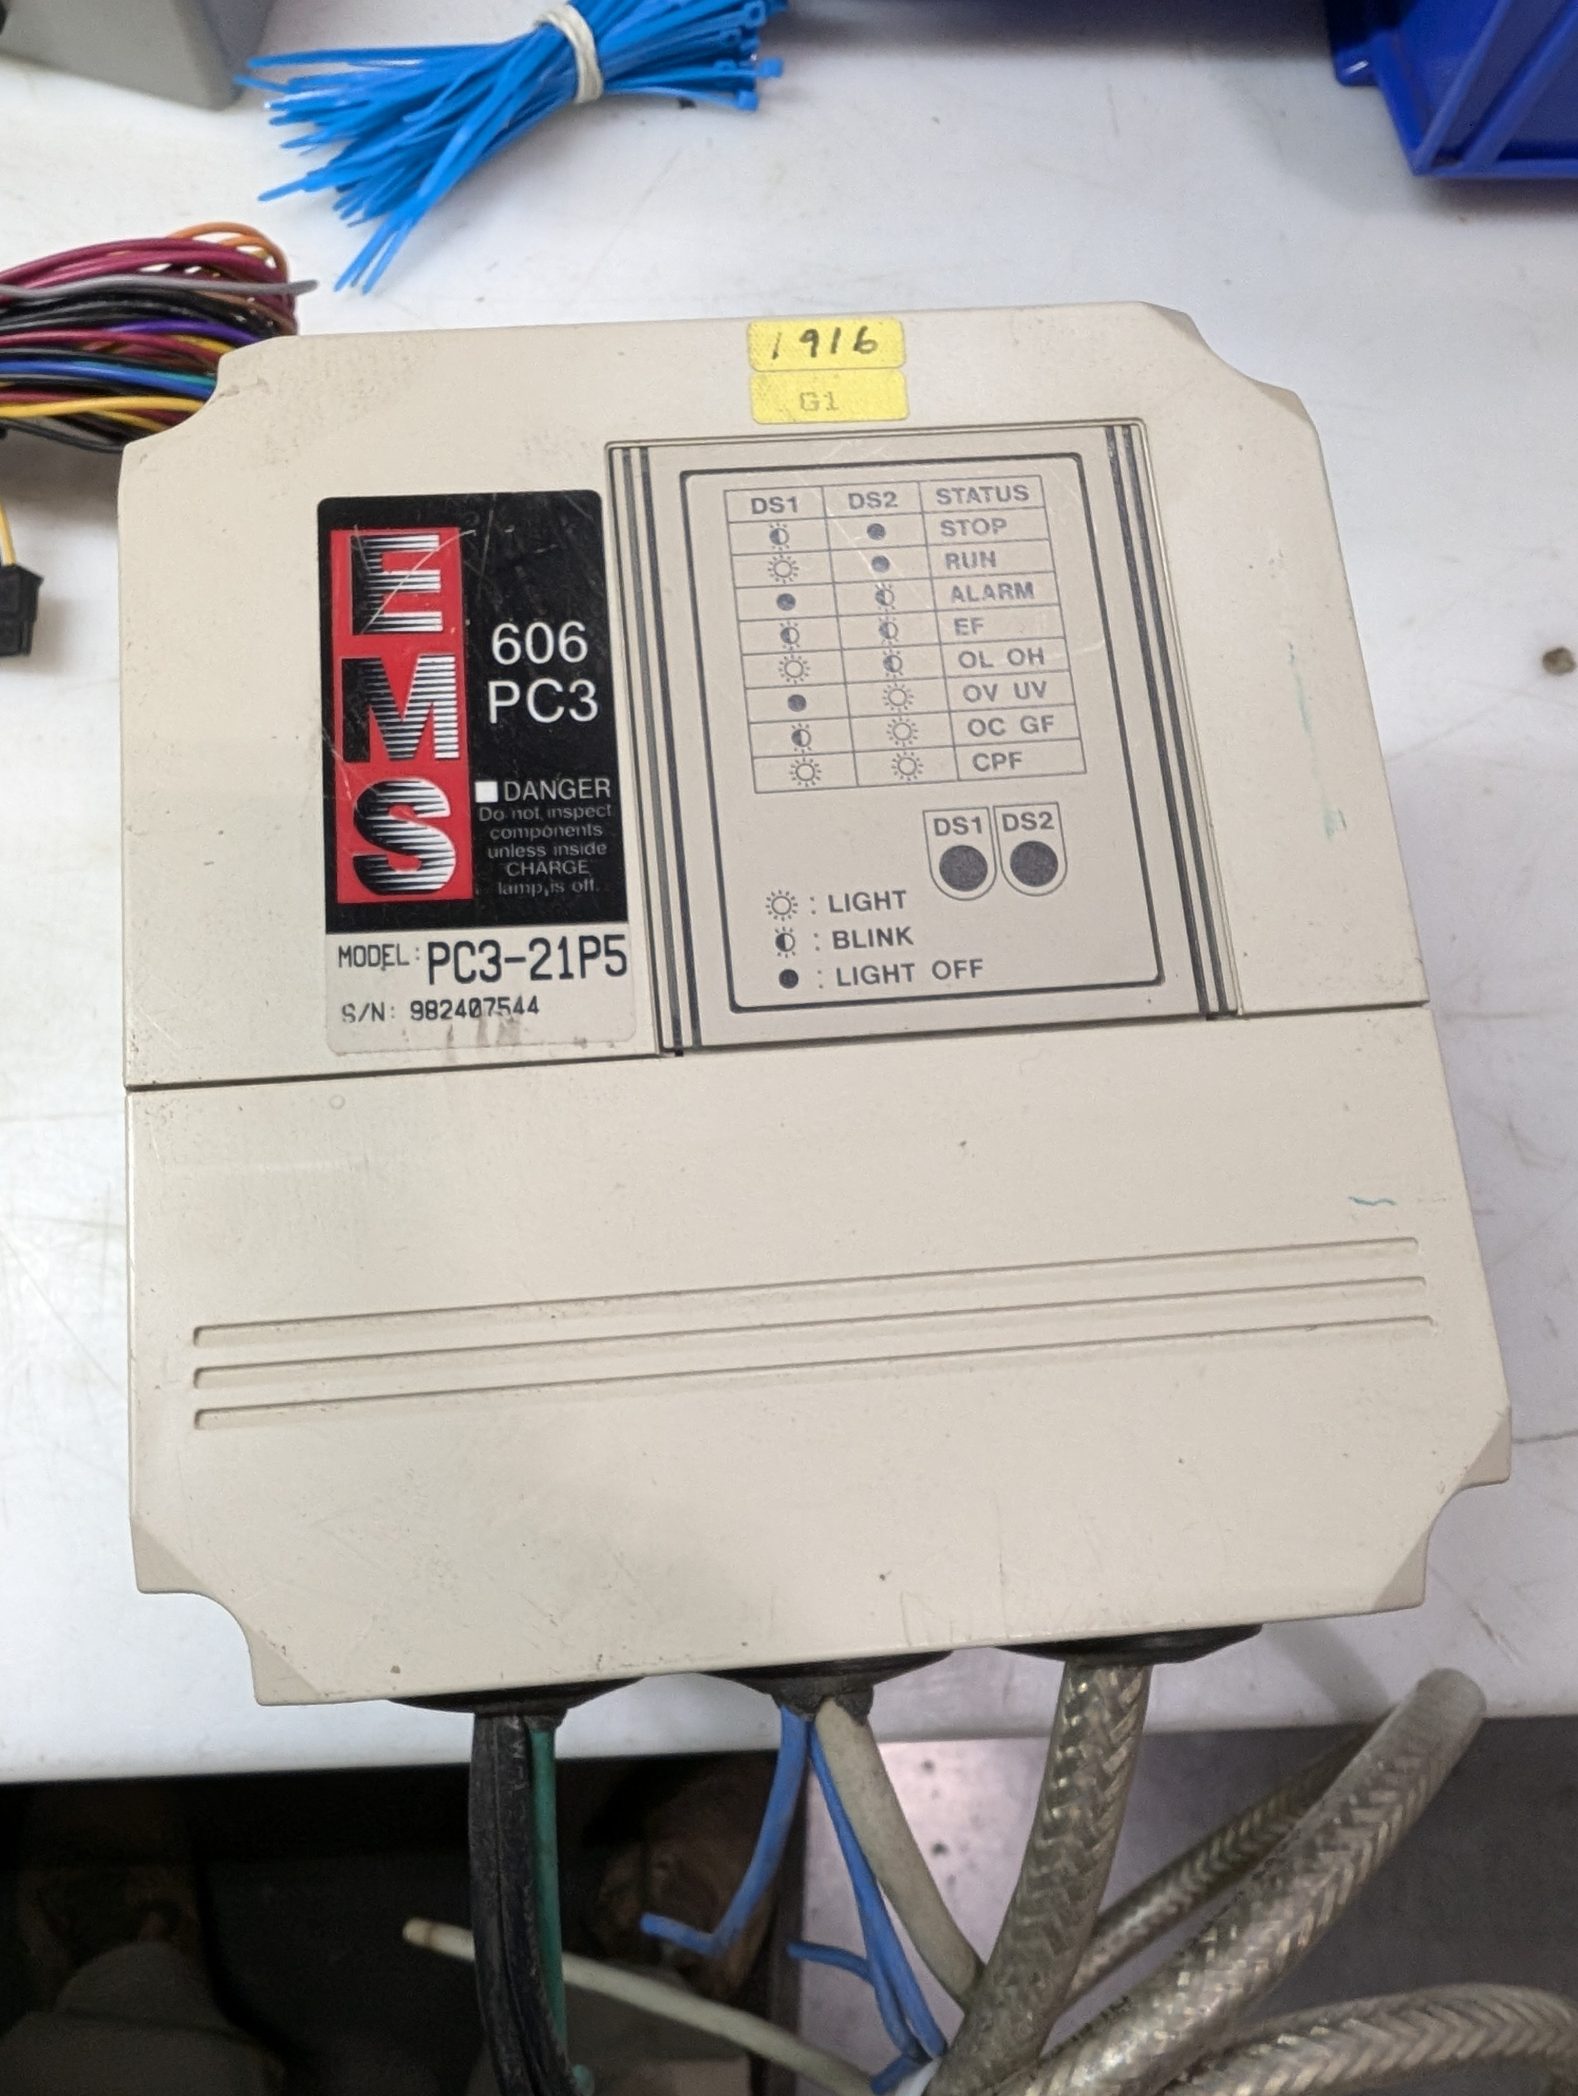 1916
G1
EMS
606
PC3
DANGER
Do not inspect
components
unless inside
CHARGE
lamp, is off.
MODEL: PC3-21P5
S/N: 982407544
DS1 DS2 STATUS
STOP
RUN
ALARM
EF
OL OH
OV UV
OC GF
CPF
DS1 DS2
: LIGHT
: BLINK
: LIGHT OFF